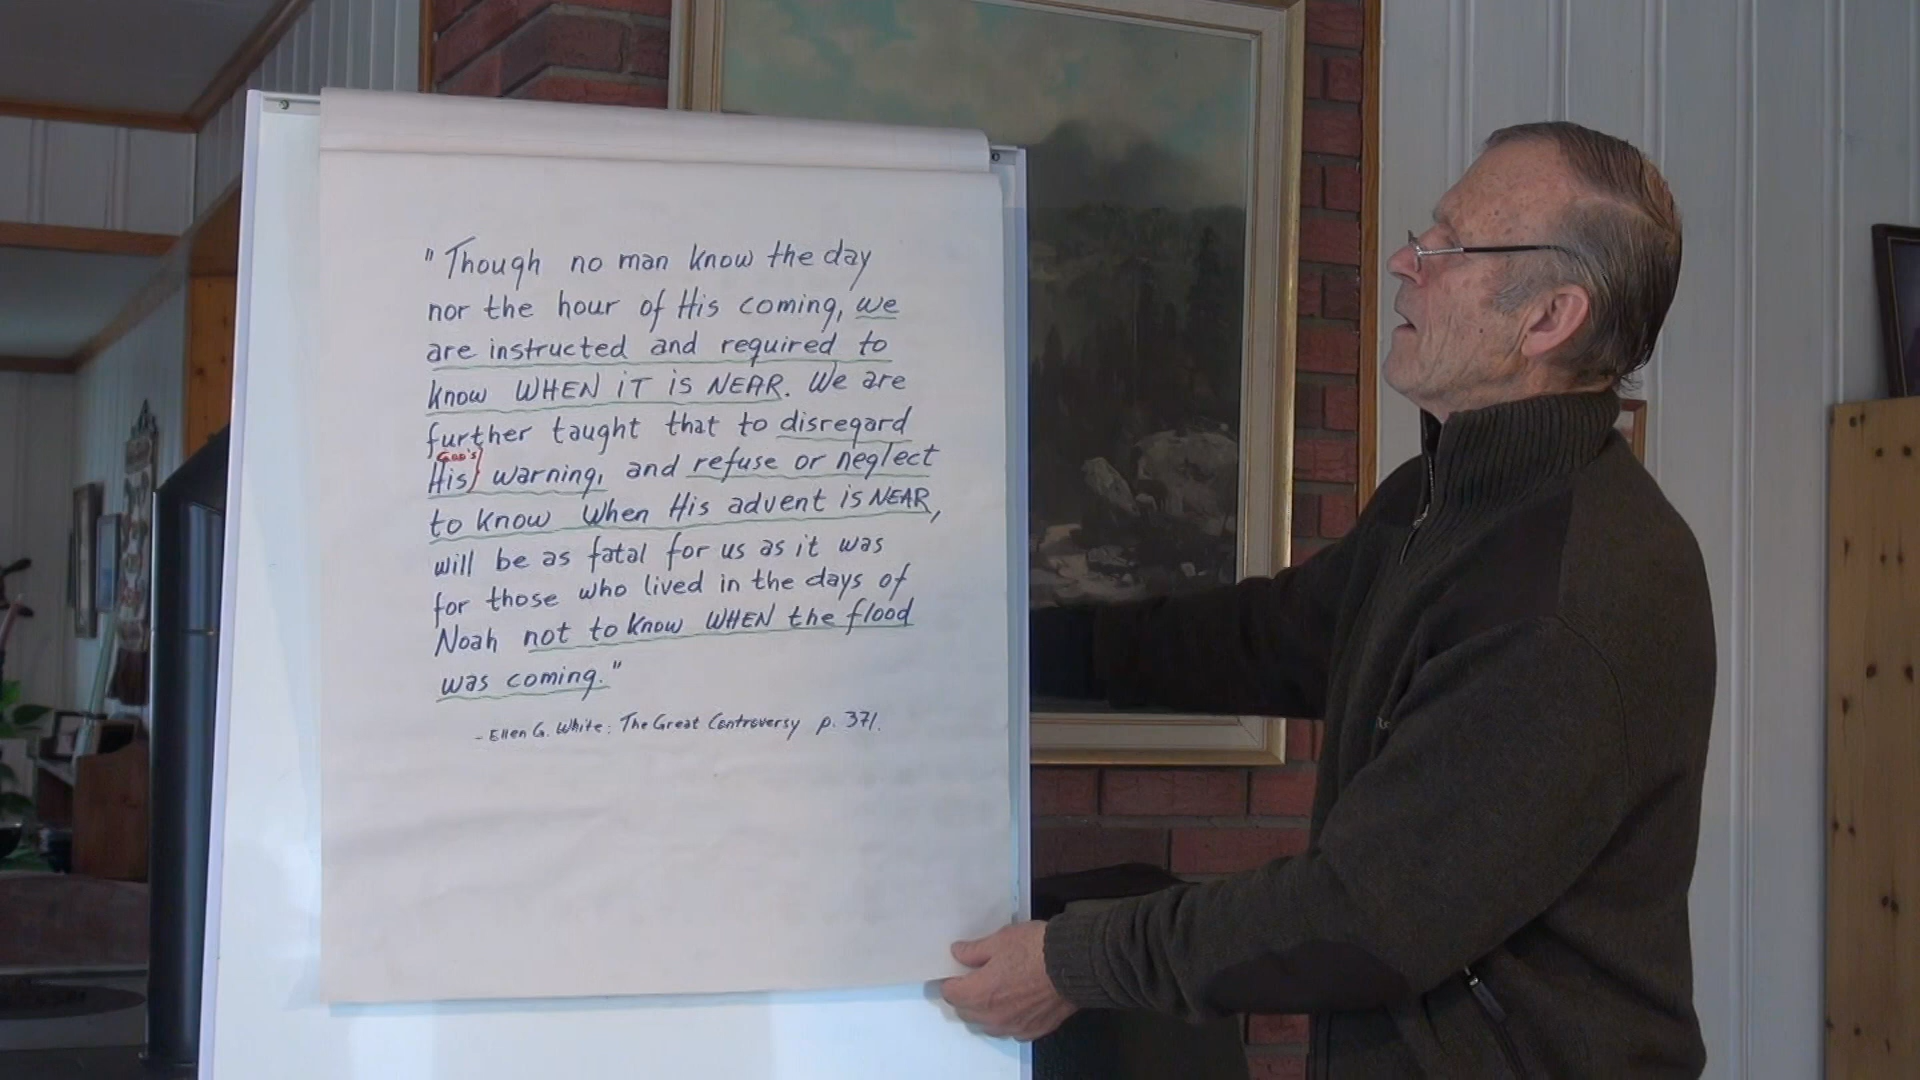 "Though no man know the day
nor the hour of His coming, we
are instructed and required to
know WHEN iT iS NEAR. We are
further taught that to disregard
God's
His} warning, and refuse or neglect
to know when His advent is NEAR,
will be as fatal for us as it was
for those who lived in the days of
Noah not to know WHEN the flood
was coming."
- Ellen G. White: The Great Controversy p. 371.